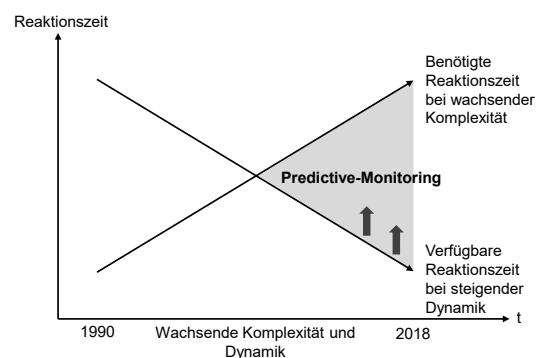 Reaktionszeit
Benötigte
Reaktionszeit
bei wachsender
Komplexität
Predictive-Monitoring
Verfügbare
Reaktionszeit
bei steigender
Dynamik
t
1990
Wachsende Komplexität und
Dynamik
2018